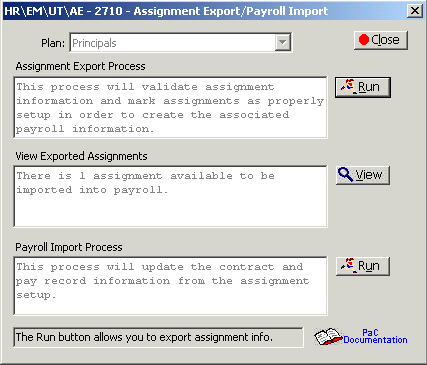 HR\EM\UT\AE - 2710 - Assignment Export/Payroll Import
Plan: Principals
Close
Assignment Export Process
This process will validate assignment
information and mark assignments as properly
setup in order to create the associated
payroll information.
Run
View Exported Assignments
There is 1 assignment available to be
imported into payroll.
View
Payroll Import Process
This process will update the contract and
pay record information from the assignment
setup.
Run
The Run button allows you to export assignment info.
PaC
Documentation